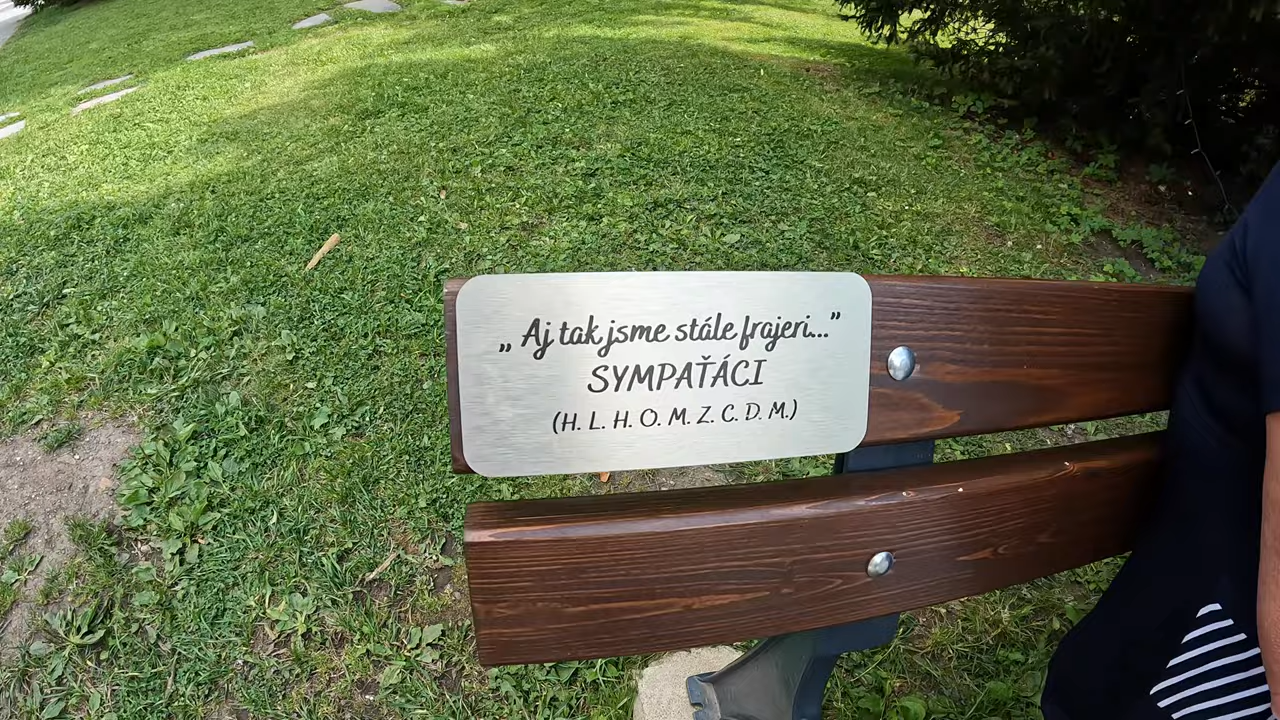 „Aj tak jsme stále frajeri..."
SYMPAŤÁCI
(H. L. H. O. M. Z. C. D. M.)